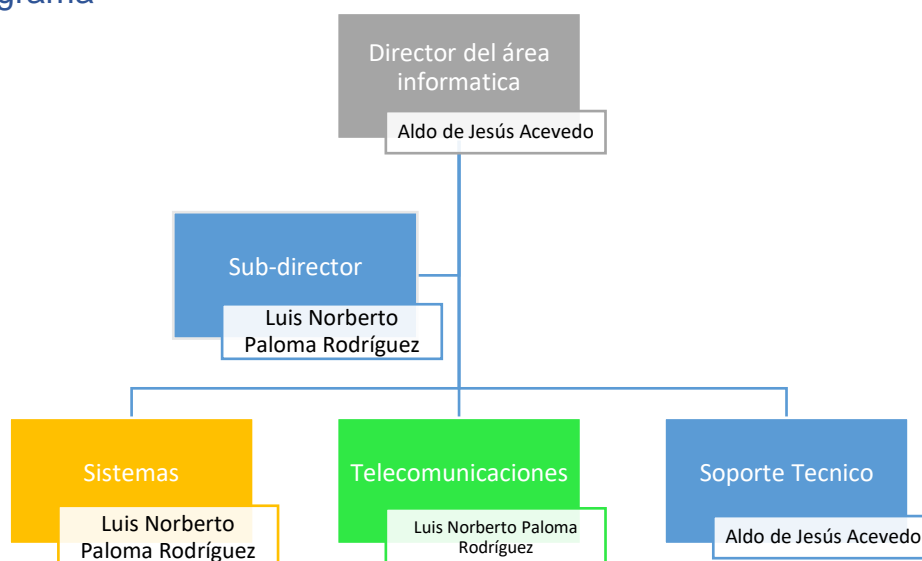 Director del área
informatica
Aldo de Jesús Acevedo
Sub-director
Luis Norberto
Paloma Rodríguez
Sistemas
Luis Norberto
Paloma Rodríguez
Telecomunicaciones
Luis Norberto Paloma
Rodríguez
Soporte Tecnico
Aldo de Jesús Acevedo